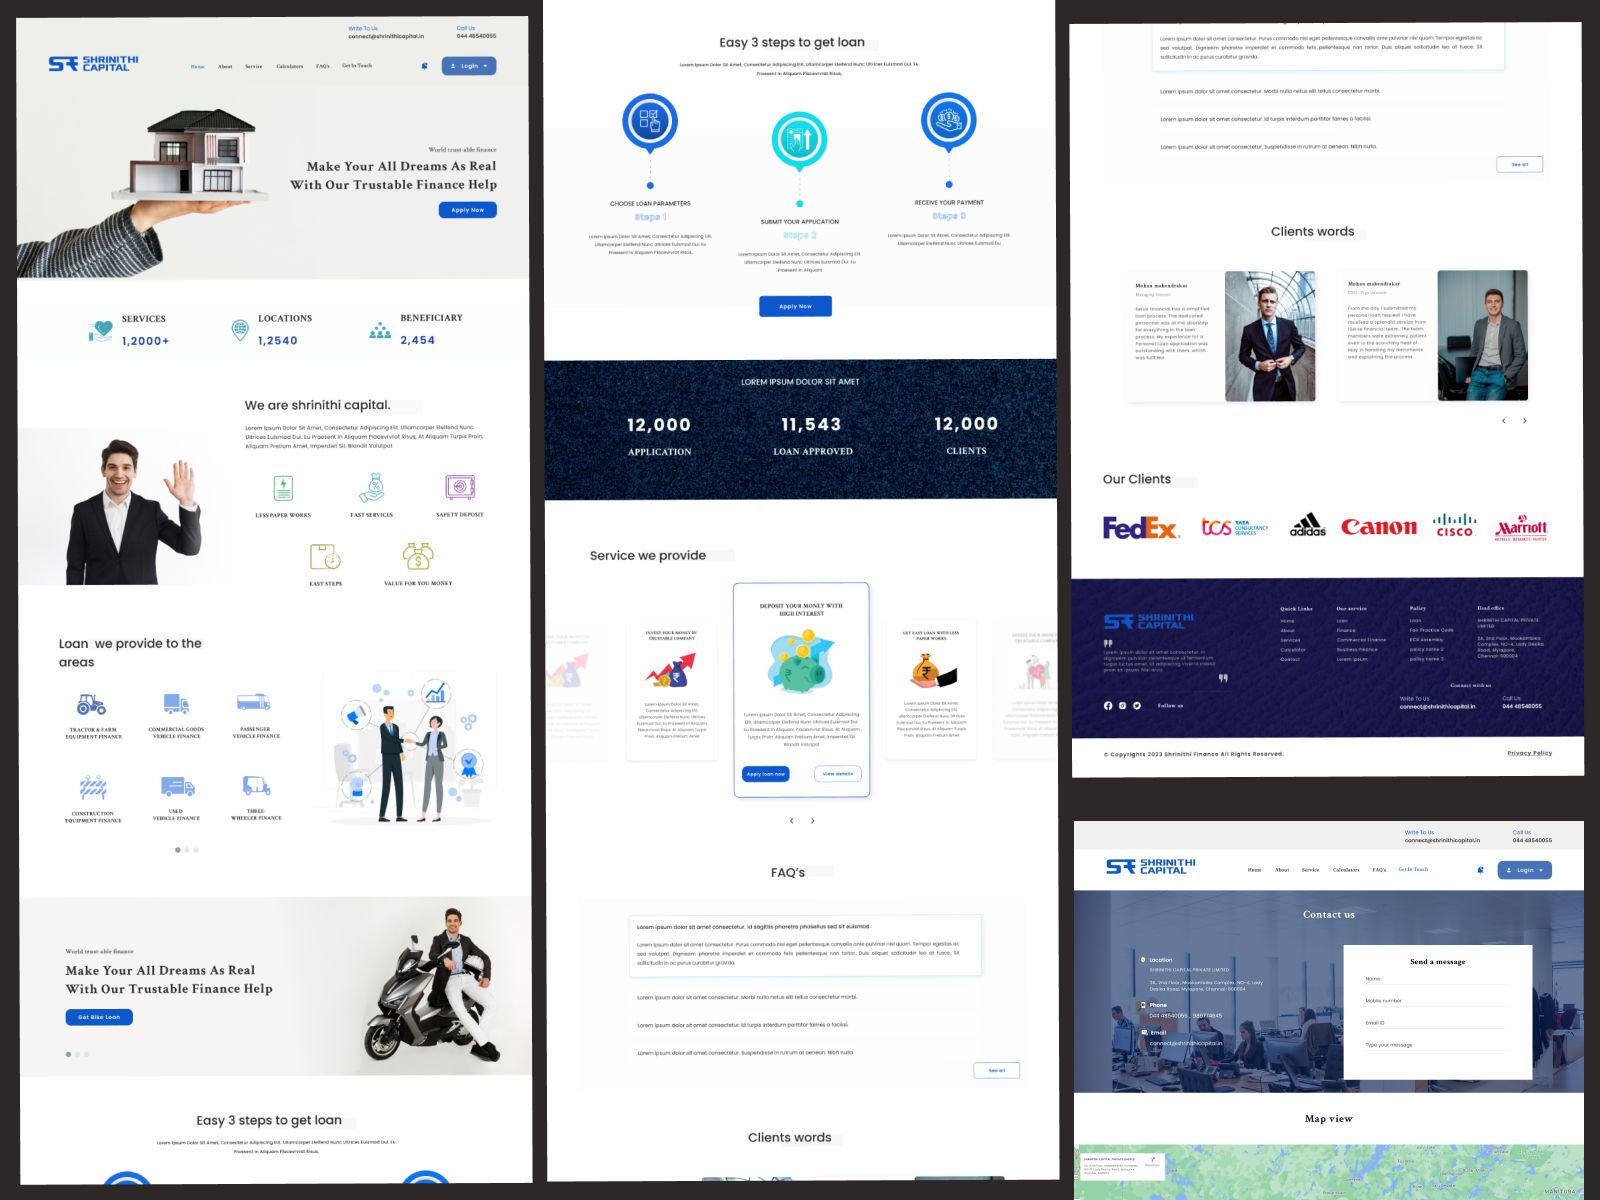 Write To Us
connect@shrinithicapital.in
Call Us
044 48540055
SHRINITHI
CAPITAL
Home
About
Service
Calculators
FAQ's
Get In Touch
Login
World trust-able finance
Make Your All Dreams As Real
With Our Trustable Finance Help
Apply Now
SERVICES
1,2000+
LOCATIONS
1,2540
BENEFICIARY
2,454
We are shrinithi capital.
Lorem Ipsum Dolor Sit Amet, Consectetur Adipiscing Elit. Ullamcorper Eleifend Nunc
Ultrices Euismod Dui. Eu Praesent In Aliquam Placevrnrat Risus, At Aliquam Turpis Proin.
Aliquam Pretium Amet, Imperdiet Sit. Blandit Volutpat
LESS PAPER WORKS
FAST SERVICES
SAFETY DEPOSIT
EAST STEPS
VALUE FOR YOU MONEY
Loan we provide to the
areas
TRACTOR & FARM
EQUIPMENT FINANCE
COMMERCIAL GOODS
VEHICLE FINANCE
PASSENGER
VEHICLE FINANCE
CONSTRUCTION
EQUIPMENT FINANCE
USED
VEHICLE FINANCE
THREE-
WHEELER FINANCE
World trust-able finance
Make Your All Dreams As Real
With Our Trustable Finance Help
Get Bike Loan
Easy 3 steps to get loan
Lorem Ipsum Dolor Sit Amet, Consectetur Adipiscing Elit. Ullamcorper Eleifend Nunc Ultrices Euismod Dui. Eu
Praesent In Aliquam Placevrnrat Risus,
Easy 3 steps to get loan
Lorem Ipsum Dolor Sit Amet, Consectetur Adipiscing Elit. Ullamcorper Eleifend Nunc Ultrices Euismod Dui. Eu
Praesent In Aliquam Placevrnrat Risus,
CHOOSE LOAN PARAMETERS
Steps 1
Lorem Ipsum Dolor Sit Amet, Consectetur Adipiscing Elit.
Ullamcorper Eleifend Nunc Ultrices Euismod Dui. Eu
Praesent In Aliquam Placevrnrat Risus,
SUBMIT YOUR APPLICATION
Steps 2
Lorem Ipsum Dolor Sit Amet, Consectetur Adipiscing Elit.
Ullamcorper Eleifend Nunc Ultrices Euismod Dui. Eu
Praesent In Aliquam
RECEIVE YOUR PAYMENT
Steps 3
Lorem Ipsum Dolor Sit Amet, Consectetur Adipiscing Elit.
Ullamcorper Eleifend Nunc Ultrices Euismod Dui. Eu
Apply Now
LOREM IPSUM DOLOR SIT AMET
12,000
APPLICATION
11,543
LOAN APPROVED
12,000
CLIENTS
Service we provide
INVEST YOUR MONEY IN
TRUSTABLE COMPANY
Lorem Ipsum Dolor Sit Amet,
Consectetur Adipiscing Elit.
Ullamcorper Eleifend Nunc Ultrices
Euismod Dui. Eu Praesent In Aliquam
Placevrnrat Risus, At Aliquam Turpis
Proin. Aliquam Pretium Amet
DEPOSIT YOUR MONEY WITH
HIGH INTEREST
Lorem Ipsum Dolor Sit Amet, Consectetur Adipiscing
Elit. Ullamcorper Eleifend Nunc Ultrices Euismod Dui.
Eu Praesent In Aliquam Placevrnrat Risus, At Aliquam
Turpis Proin. Aliquam Pretium Amet, Imperdiet Sit.
Blandit Volutpat
Apply loan now
View details
GET EASY LOAN WITH LESS
PAPER WORKS
Lorem Ipsum Dolor Sit Amet,
Consectetur Adipiscing Elit.
Ullamcorper Eleifend Nunc Ultrices
Euismod Dui. Eu Praesent In Aliquam
Placevrnrat Risus, At Aliquam Turpis
Proin. Aliquam Pretium Amet
FAQ's
Lorem ipsum dolor sit amet consectetur. Id sagittis pharetra phasellus sed sit euismod.
Lorem ipsum dolor sit amet consectetur. Purus commodo nisi eget pellentesque convallis ante pulvinar nisl quam. Tempor egestas ac
sed volutpat. Dignissim pharetra imperdiet et commodo felis pellentesque non tortor. Duis aliquet sollicitudin leo at fusce. Sit
sollicitudin in ac purus curabitur gravida.
Lorem ipsum dolor sit amet consectetur. Morbi nulla netus elit tellus consectetur morbi.
Lorem ipsum dolor sit amet consectetur. Id turpis interdum porttitor fames a facilisi.
Lorem ipsum dolor sit amet consectetur. Suspendisse in rutrum at aenean. Nibh nulla.
See all
Clients words
Lorem ipsum dolor sit amet consectetur. Purus commodo nisi eget pellentesque convallis ante pulvinar nisl quam. Tempor egestas ac
sed volutpat. Dignissim pharetra imperdiet et commodo felis pellentesque non tortor. Duis aliquet sollicitudin leo at fusce. Sit
sollicitudin in ac purus curabitur gravida.
Lorem ipsum dolor sit amet consectetur. Morbi nulla netus elit tellus consectetur morbi.
Lorem ipsum dolor sit amet consectetur. Id turpis interdum porttitor fames a facilisi.
Lorem ipsum dolor sit amet consectetur. Suspendisse in rutrum at aenean. Nibh nulla.
See all
Clients words
Mohan mahendrakar
Managing director
Serve financial has a simplified
loan process. The dedicated
personnel was at the doorstep
for everything in the loan
process. My experience for a
Personal Loan application was
outstanding with them, which
was fulfilled
Mohan mahendrakar
From the day I submitted my
personal loan request I have
received a splendid service from
iServe financial team. The team
members were extremely patient
even in the scorching heat of
May in handling my documents
and explaining the process.
Our Clients
FedEx
tcs
TATA
CONSULTANCY
SERVICES
adidas
Canon
CISCO
Marriott
HOTELS RESORTS SUITES
SHRINITHI
CAPITAL
Lorem ipsum dolor sit amet consectetur. In
dignissim pulvinar pellentesque ut fermentum
Follow us
Quick Links
Home
About
Services
Calculator
Contact
Our service
Loan
Finance
Commercial Finance
Business Finance
Lorem ipsum
Policy
Loan
Fair Practice Code
FCS Assembly
policy name 2
policy name 3
Head office
SHRINITHI CAPITAL PRIVATE
LIMITED
3A, 2nd Floor, Mookambika
Complex, NO-4, Lady Desika
Road, Mylapore,
Chennai-600004
Connect with us
Write To Us
connect@shrinithicapital.in
Call Us
044 48540055
© Copyrights 2023 Shrinithi Finance All Rights Reserved.
Privacy Policy
Write To Us
connect@shrinithicapital.in
Call Us
044 48540055
SHRINITHI
CAPITAL
Home
About
Service
Calculators
FAQ's
Get In Touch
Login
Contact us
Location
SHRINITHI CAPITAL PRIVATE LIMITED
3A, 2nd Floor, Mookambika Complex, NO-4, Lady
Desika Road, Mylapore, Chennai-600004
Phone
Email
connect@shrinithicapital.in
Send a message
Name
Mobile number
Email ID
Type your message
Map view
MANITOBA